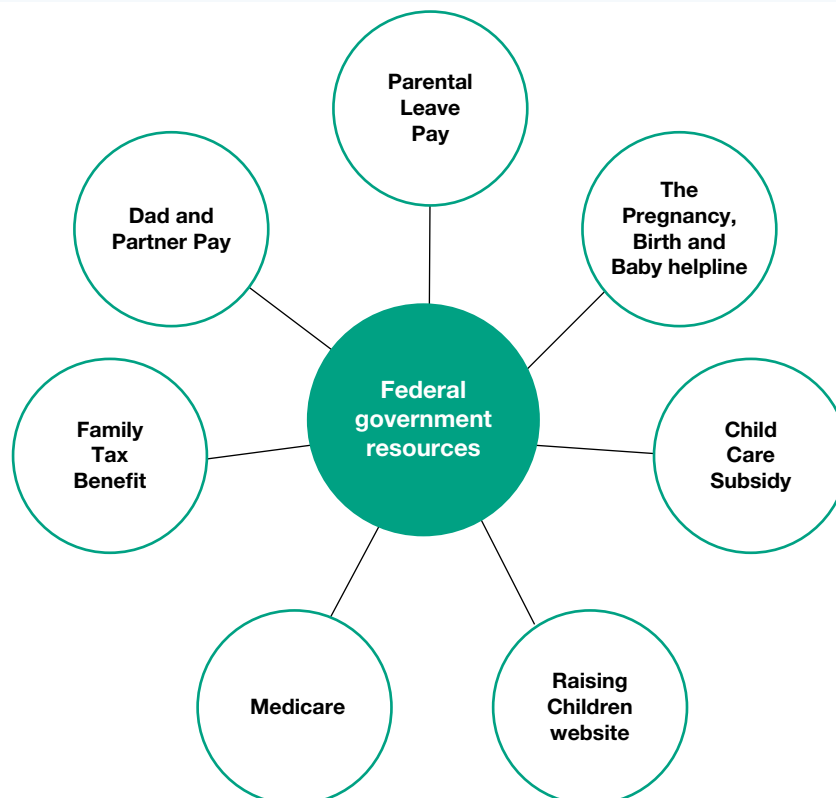 Parental
Leave
Pay
The
Pregnancy,
Birth and
Baby helpline
Dad and
Partner Pay
Federal
government
resources
Family
Tax
Benefit
Child
Care
Subsidy
Medicare
Raising
Children
website